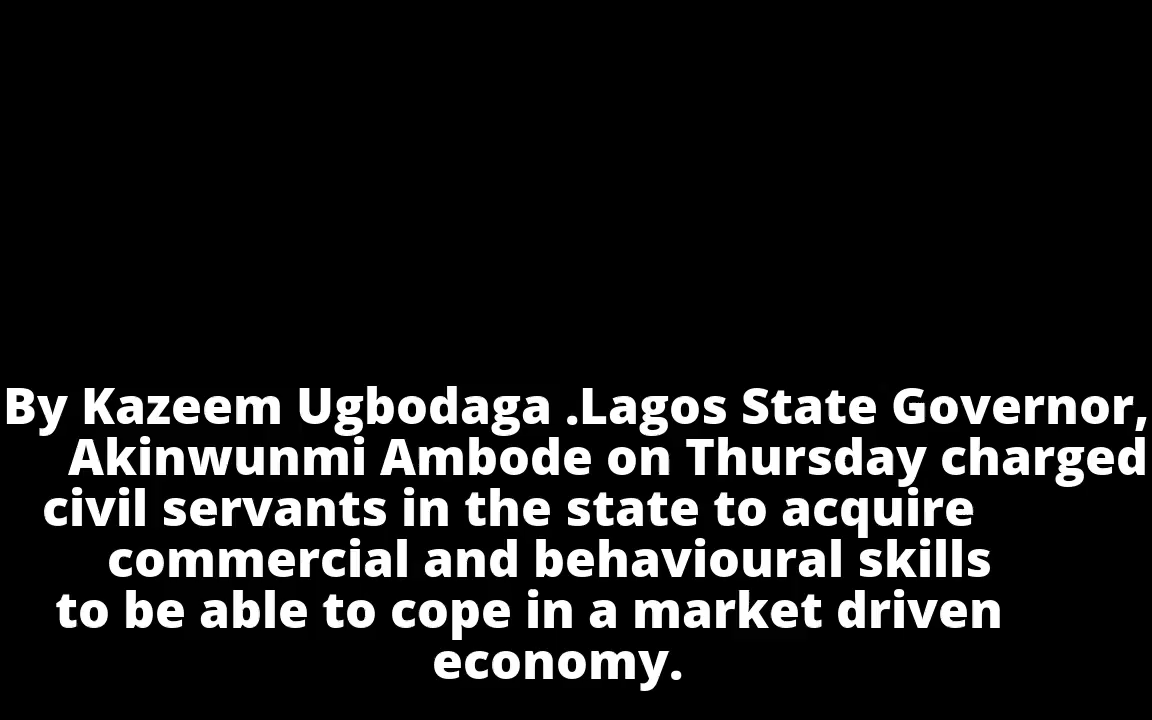 By Kazeem Ugbodaga .Lagos State Governor,
Akinwunmi Ambode on Thursday charged
civil servants in the state to acquire
commercial and behavioural skills
to be able to cope in a market driven
economy.